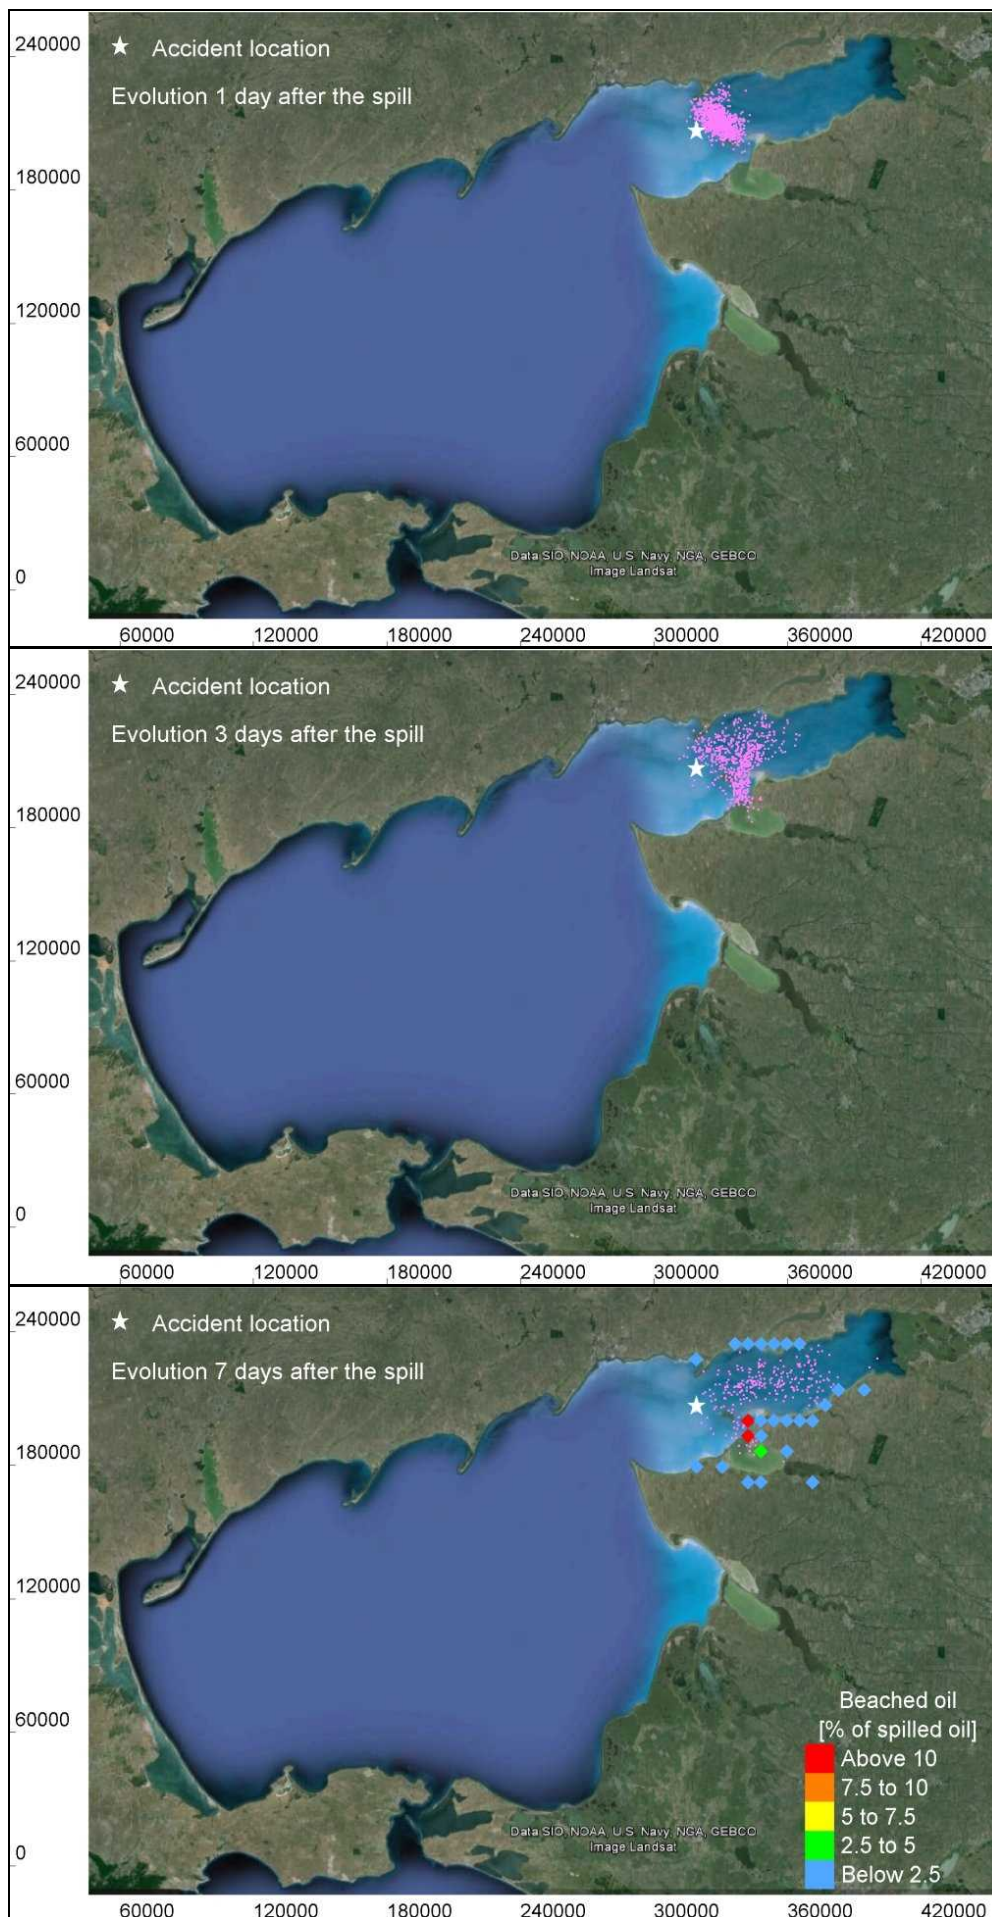 240000
Accident location
Evolution 1 day after the spill
180000
120000
60000
Data SIO, NOAA, U.S. Navy, NGA, GEBCO
Image Landsat
0
60000 120000 180000 240000 300000 360000 420000
240000
Accident location
Evolution 3 days after the spill
180000
120000
60000
Data SIO, NOAA, U.S. Navy, NGA, GEBCO
Image Landsat
0
60000 120000 180000 240000 300000 360000 420000
240000
Accident location
Evolution 7 days after the spill
180000
120000
60000
Beached oil
[% of spilled oil]
Above 10
7.5 to 10
5 to 7.5
2.5 to 5
Below 2.5
Data SIO, NOAA, U.S. Navy, NGA, GEBCO
Image Landsat
0
60000 120000 180000 240000 300000 360000 420000